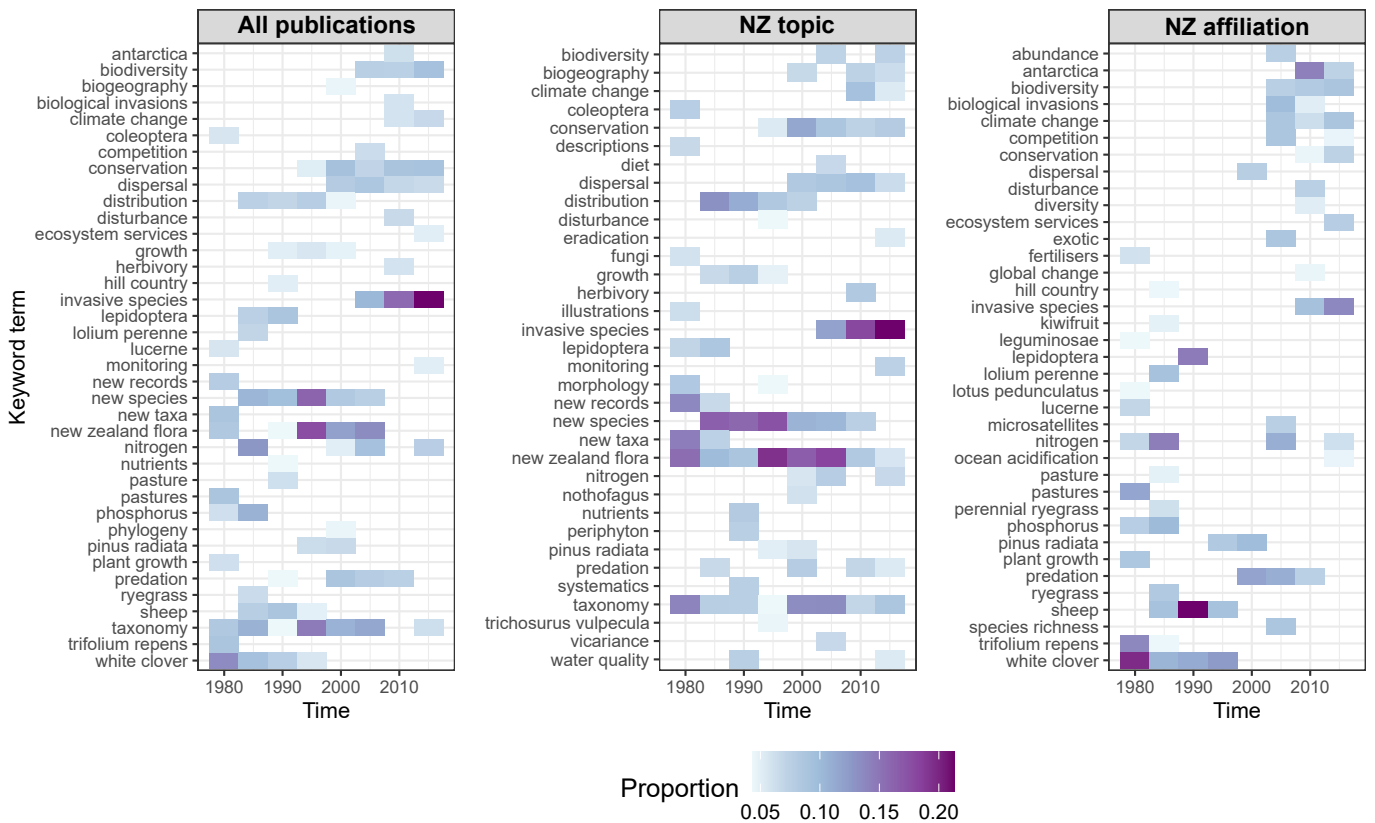 All publications
NZ topic
NZ affiliation
Keyword term
antarctica
biodiversity
biogeography
biological invasions
climate change
coleoptera
competition
conservation
dispersal
distribution
disturbance
ecosystem services
growth
herbivory
hill country
invasive species
lepidoptera
lolium perenne
lucerne
monitoring
new records
new species
new taxa
new zealand flora
nitrogen
nutrients
pasture
pastures
phosphorus
phylogeny
pinus radiata
plant growth
predation
ryegrass
sheep
taxonomy
trifolium repens
white clover
1980 1990 2000 2010
Time
biodiversity
biogeography
climate change
coleoptera
conservation
descriptions
diet
dispersal
distribution
disturbance
eradication
fungi
growth
herbivory
illustrations
invasive species
lepidoptera
monitoring
morphology
new records
new species
new taxa
new zealand flora
nitrogen
nothofagus
nutrients
periphyton
pinus radiata
predation
systematics
taxonomy
trichosurus vulpecula
vicariance
water quality
1980 1990 2000 2010
Time
abundance
antarctica
biodiversity
biological invasions
climate change
competition
conservation
dispersal
disturbance
diversity
ecosystem services
exotic
fertilisers
global change
hill country
invasive species
kiwifruit
leguminosae
lepidoptera
lolium perenne
lotus pedunculatus
lucerne
microsatellites
nitrogen
ocean acidification
pasture
pastures
perennial ryegrass
phosphorus
pinus radiata
plant growth
predation
ryegrass
sheep
species richness
trifolium repens
white clover
1980 1990 2000 2010
Time
Proportion
0.05 0.10 0.15 0.20